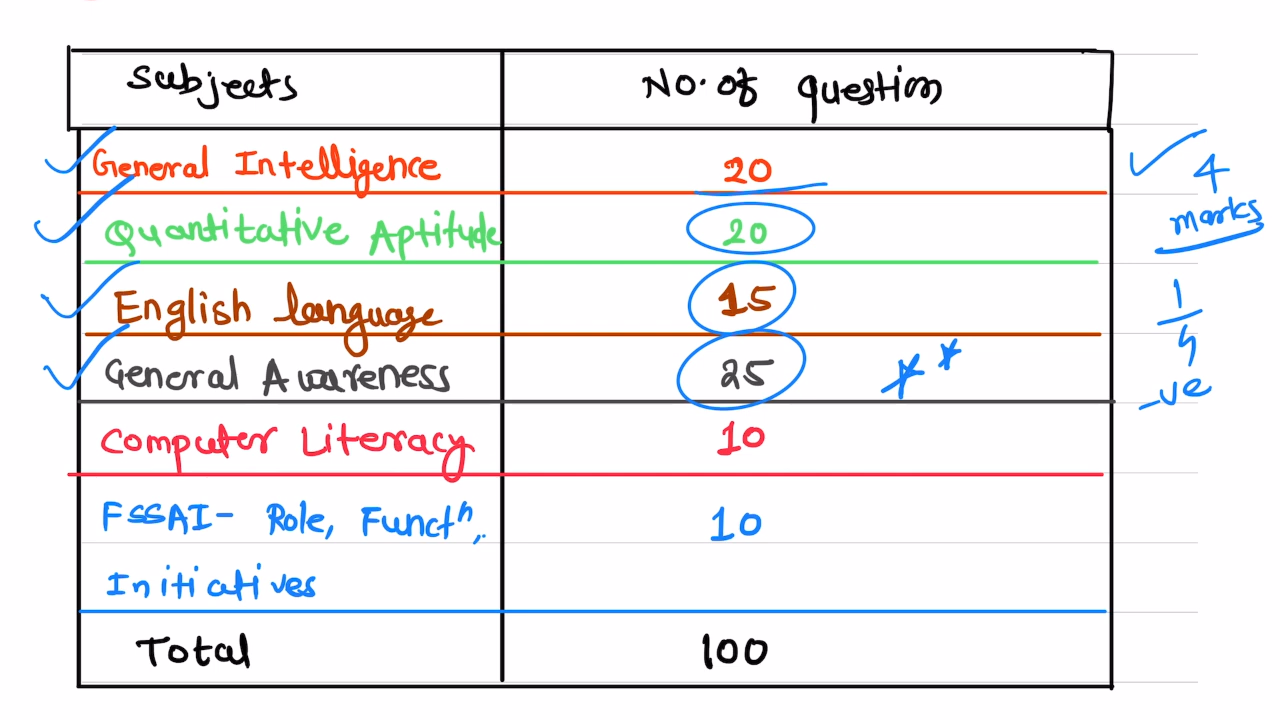 Subjects No. of question
General Intelligence 20
Quantitative Aptitude 20
English language 15
General Awareness 25 **
Computer Literacy 10
FSSAI- Role, Functn, 10
Initiatives
Total 100
4
marks
1/4
-ve